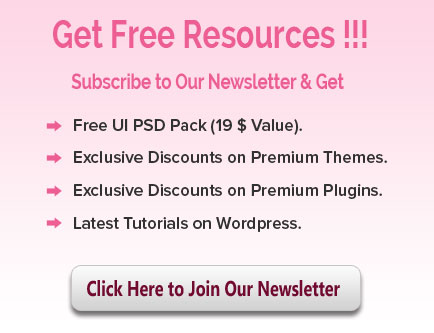 Get Free Resources !!!
Subscribe to Our Newsletter & Get
Free UI PSD Pack (19 $ Value).
Exclusive Discounts on Premium Themes.
Exclusive Discounts on Premium Plugins.
Latest Tutorials on Wordpress.
Click Here to Join Our Newsletter